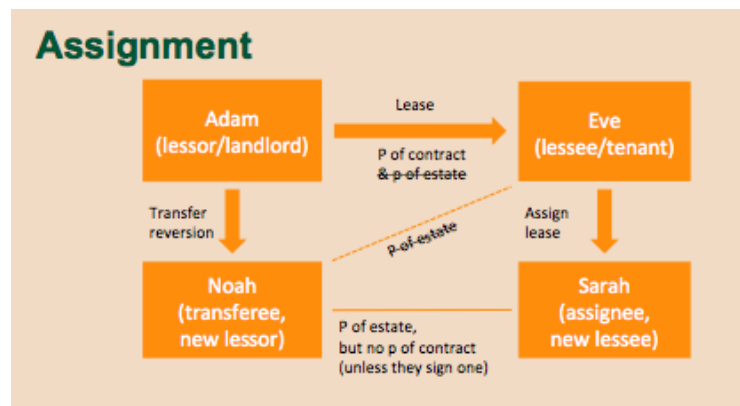 Assignment
Adam
(lessor/landlord)
Lease
P of contract
& p of estate
Eve
(lessee/tenant)
Transfer
reversion
p of estate
Assign
lease
Noah
(transferee,
new lessor)
P of estate,
but no p of contract
(unless they sign one)
Sarah
(assignee,
new lessee)